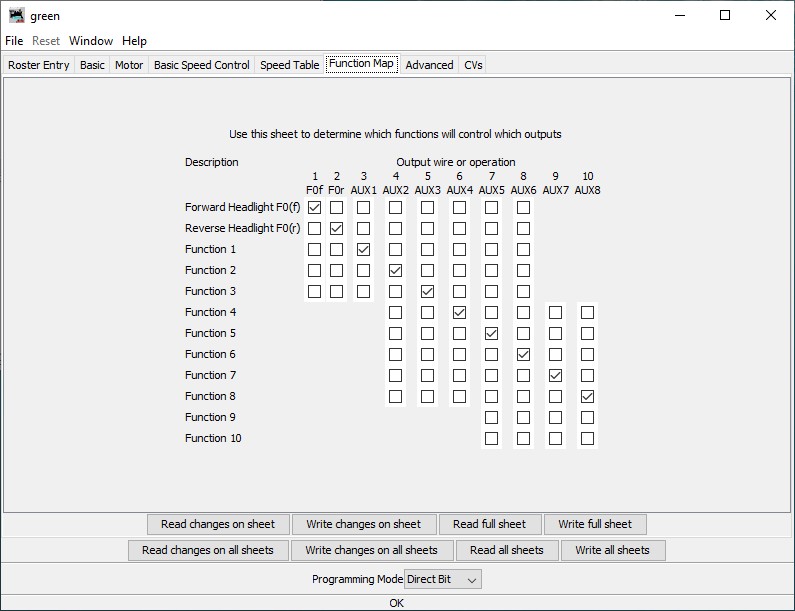 green
File Reset Window Help
Roster Entry Basic Motor Basic Speed Control Speed Table Function Map Advanced CVs
Use this sheet to determine which functions will control which outputs
Description Output wire or operation
1 2 3 4 5 6 7 8 9 10
F0f F0r AUX1 AUX2 AUX3 AUX4 AUX5 AUX6 AUX7 AUX8
Forward Headlight F0(f)
Reverse Headlight F0(r)
Function 1
Function 2
Function 3
Function 4
Function 5
Function 6
Function 7
Function 8
Function 9
Function 10
Read changes on sheet Write changes on sheet Read full sheet Write full sheet
Read changes on all sheets Write changes on all sheets Read all sheets Write all sheets
Programming Mode Direct Bit
OK